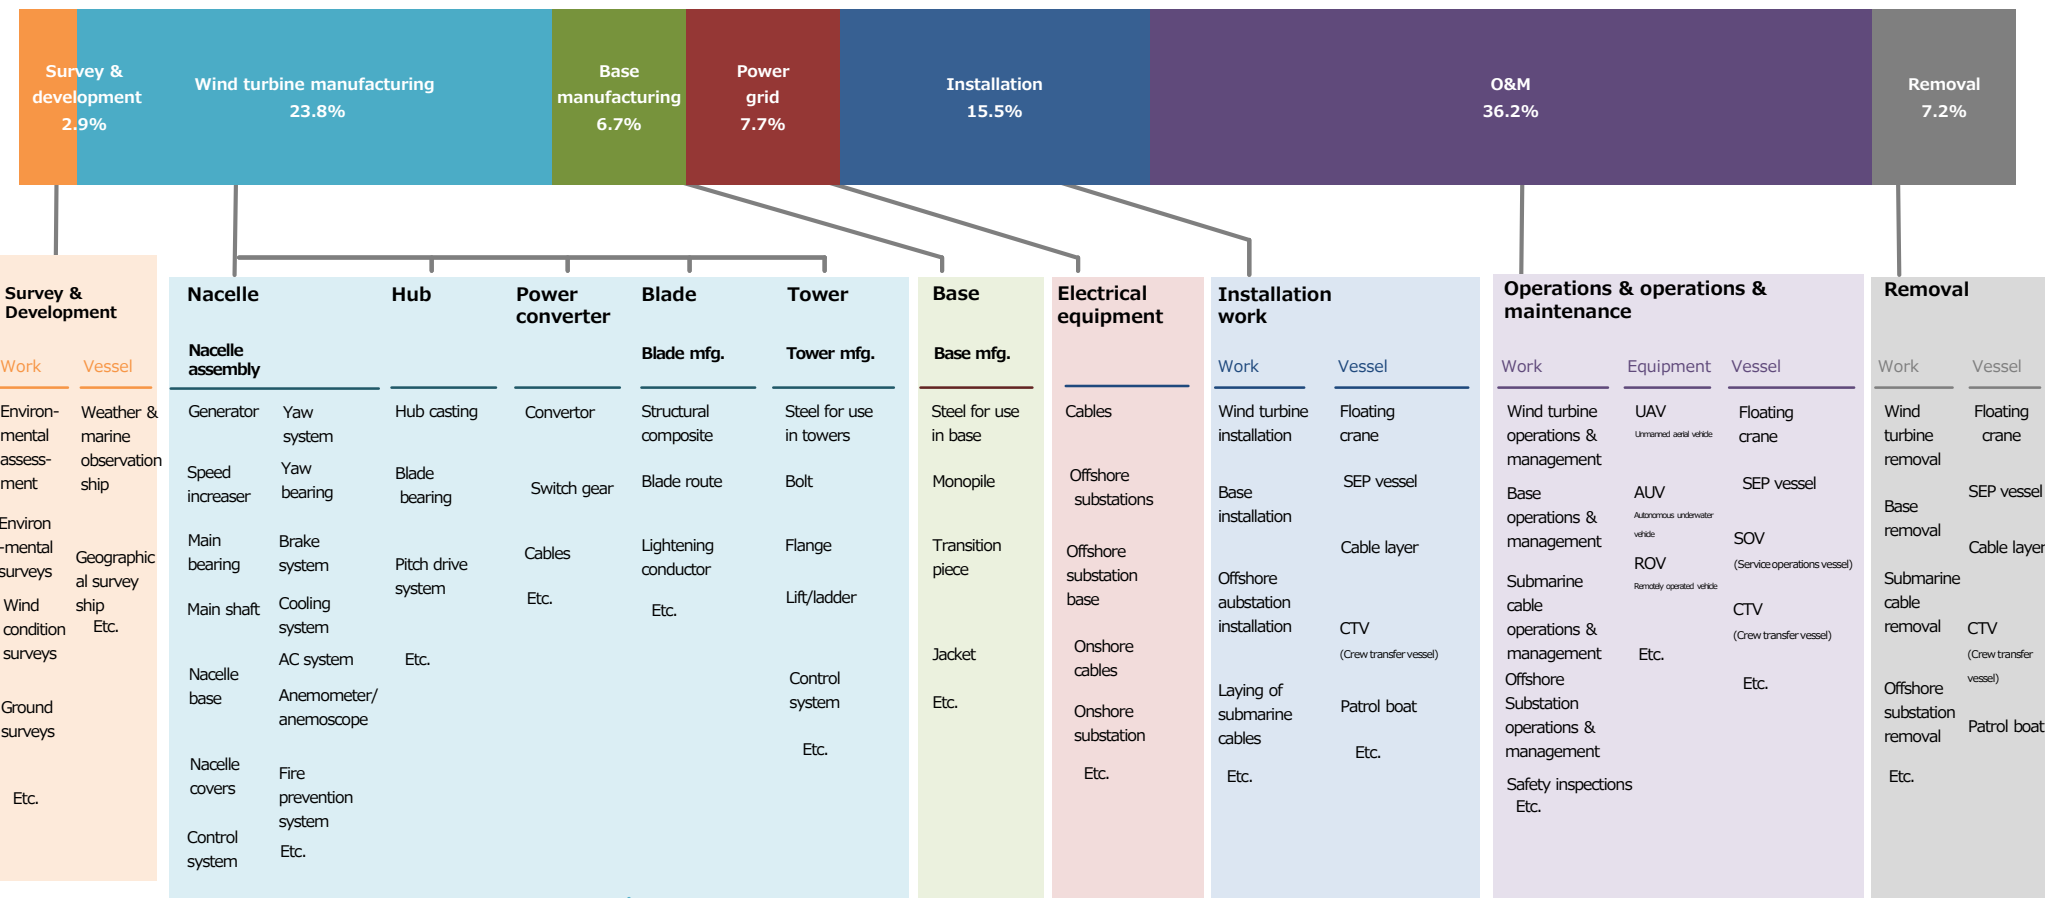 Survey &
development
2.9%
Wind turbine manufacturing
23.8%
Base
manufacturing
6.7%
Power
grid
7.7%
Installation
15.5%
O&M
36.2%
Removal
7.2%
Survey &
Development
Work
Environ-
mental
assess-
ment
Environ
-mental
surveys
Wind
condition
surveys
Ground
surveys
Etc.
Vessel
Weather &
marine
observation
ship
Geographic
al survey
ship
Etc.
Nacelle
Nacelle
assembly
Generator
Speed
increaser
Main
bearing
Main shaft
Nacelle
base
Nacelle
covers
Control
system
Yaw
system
Yaw
bearing
Brake
system
Cooling
system
AC system
Anemometer/
anemoscope
Fire
prevention
system
Etc.
Hub
Hub casting
Blade
bearing
Pitch drive
system
Etc.
Power
converter
Convertor
Switch gear
Cables
Etc.
Blade
Blade mfg.
Structural
composite
Blade route
Lightening
conductor
Etc.
Tower
Tower mfg.
Steel for use
in towers
Bolt
Flange
Lift/ladder
Control
system
Etc.
Base
Base mfg.
Steel for use
in base
Monopile
Transition
piece
Jacket
Etc.
Electrical
equipment
Cables
Offshore
substations
Offshore
substation
base
Onshore
cables
Onshore
substation
Etc.
Installation
work
Work
Wind turbine
installation
Base
installation
Offshore
aubstation
installation
Laying of
submarine
cables
Etc.
Vessel
Floating
crane
SEP vessel
Cable layer
CTV
(Crew transfer vessel)
Patrol boat
Etc.
Operations & operations &
maintenance
Work
Wind turbine
operations &
management
Base
operations &
management
Submarine
cable
operations &
management
Offshore
Substation
operations &
management
Safety inspections
Etc.
Equipment
UAV
Unmanned aerial vehicle
AUV
Autonomous underwater
vehicle
ROV
Remotely operated vehicle
Etc.
Vessel
Floating
crane
SEP vessel
SOV
(Service operations vessel)
CTV
(Crew transfer vessel)
Etc.
Removal
Work
Wind
turbine
removal
Base
removal
Submarine
cable
removal
Offshore
substation
removal
Etc.
Vessel
Floating
crane
SEP vessel
Cable layer
CTV
(Crew transfer
vessel)
Patrol boat